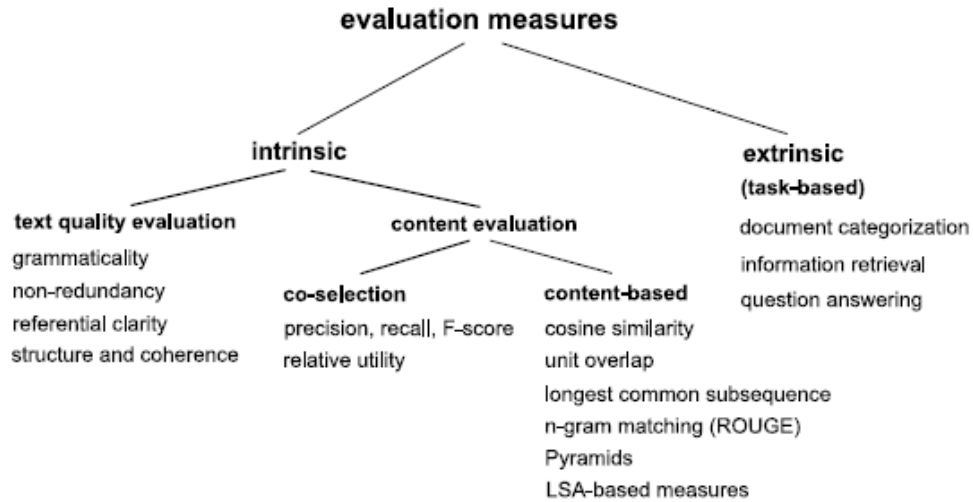 evaluation measures
intrinsic
extrinsic
(task-based)
text quality evaluation
grammaticality
non-redundancy
referential clarity
structure and coherence
content evaluation
co-selection
precision, recall, F-score
relative utility
content-based
cosine similarity
unit overlap
longest common subsequence
n-gram matching (ROUGE)
Pyramids
LSA-based measures
document categorization
information retrieval
question answering